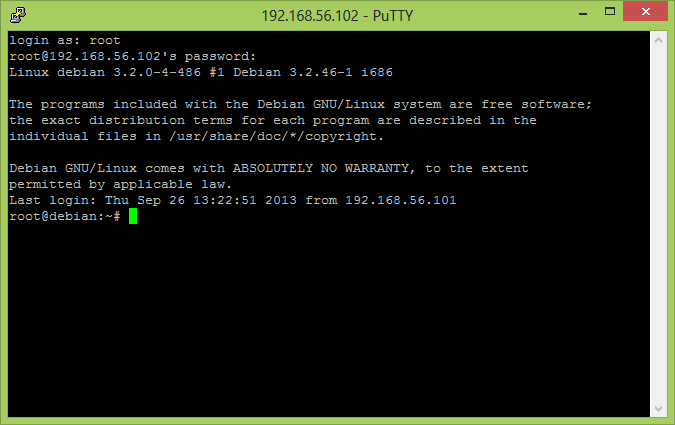 192.168.56.102 - PuTTY
login as: root
root@192.168.56.102's password:
Linux debian 3.2.0-4-486 #1 Debian 3.2.46-1 i686
The programs included with the Debian GNU/Linux system are free software;
the exact distribution terms for each program are described in the
individual files in /usr/share/doc/*/copyright.
Debian GNU/Linux comes with ABSOLUTELY NO WARRANTY, to the extent
permitted by applicable law.
Last login: Thu Sep 26 13:22:51 2013 from 192.168.56.101
root@debian:~#